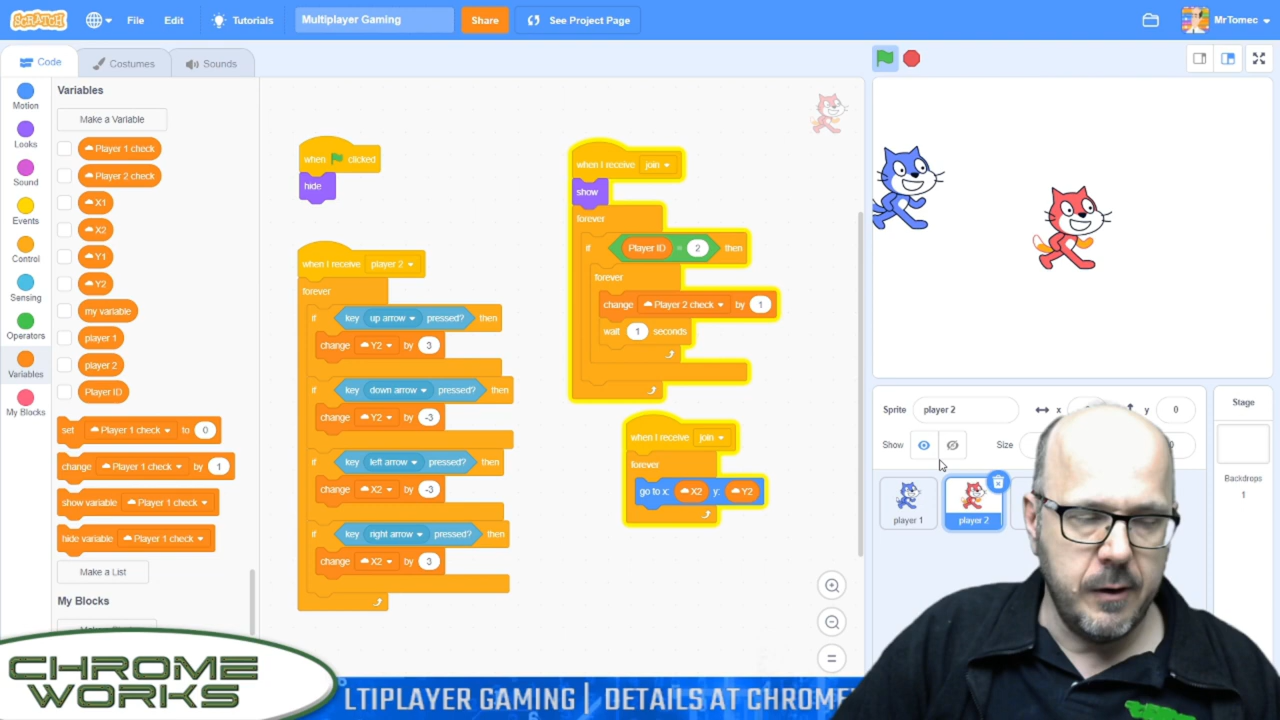 SCRATCH File Edit Tutorials Multiplayer Gaming Share See Project Page MrTomec
Code Costumes Sounds
Variables
Make a Variable
Player 1 check
Player 2 check
X1
X2
Y1
Y2
my variable
player 1
player 2
Player ID
set Player 1 check to 0
change Player 1 check by 1
show variable Player 1 check
hide variable Player 1 check
Make a List
My Blocks
Motion
Looks
Sound
Events
Control
Sensing
Operators
Variables
My Blocks
when clicked
hide
when I receive player 2
forever
if key up arrow pressed? then
change Y2 by 3
if key down arrow pressed? then
change Y2 by -3
if key left arrow pressed? then
change X2 by -3
if key right arrow pressed? then
change X2 by 3
when I receive join
show
forever
if Player ID = 2 then
forever
change Player 2 check by 1
wait 1 seconds
when I receive join
forever
go to x: X2 y: Y2
Sprite player 2 x y 0
Show Size
player 1 player 2
Stage
Backdrops
1
CHROME
WORKS
LTIPLAYER GAMING | DETAILS AT CHROME